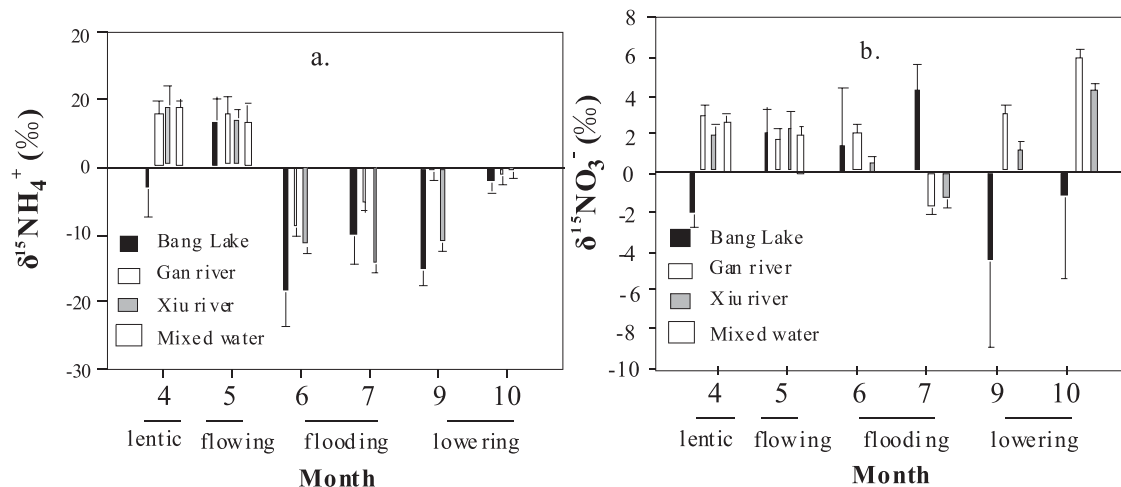 a.
20
20
0
-10
-20
-30
δ¹⁵NH₄⁺ (‰)
Bang Lake
Gan river
Xiu river
Mixed water
4 5 6 7 9 10
lentic flowing flooding lowering
Month
b.
8
6
4
2
0
-2
-4
-6
-8
-10
δ¹⁵NO₃⁻ (‰)
Bang Lake
Gan river
Xiu river
Mixed water
4 5 6 7 9 10
lentic flowing flooding lowering
Month